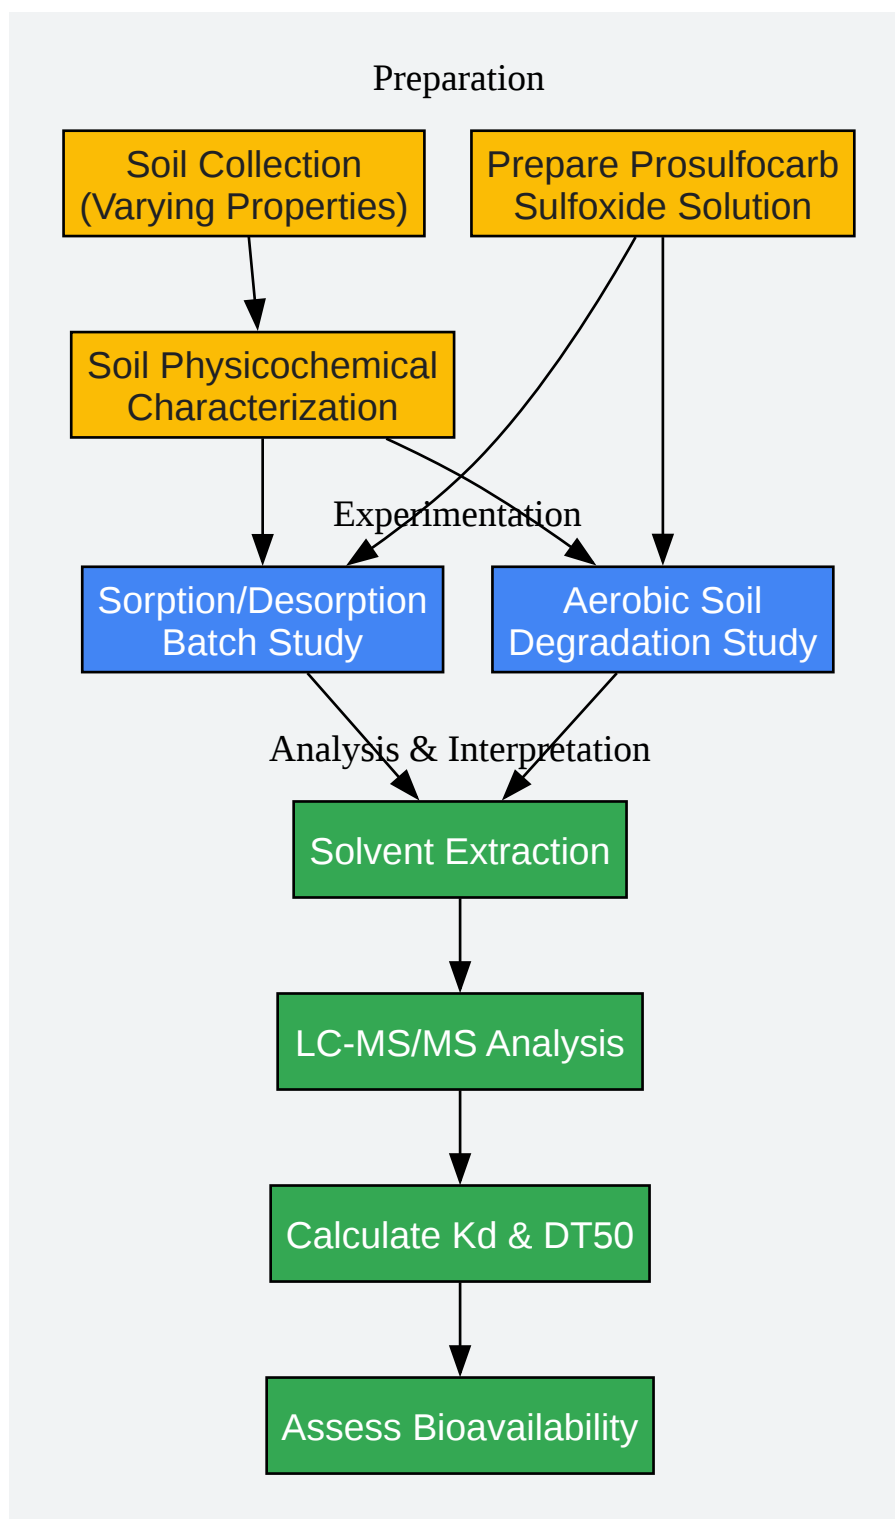 Preparation
Soil Collection
(Varying Properties)
Prepare Prosulfocarb
Sulfoxide Solution
Soil Physicochemical
Characterization
Experimentation
Sorption/Desorption
Batch Study
Aerobic Soil
Degradation Study
Analysis & Interpretation
Solvent Extraction
LC-MS/MS Analysis
Calculate Kd & DT50
Assess Bioavailability